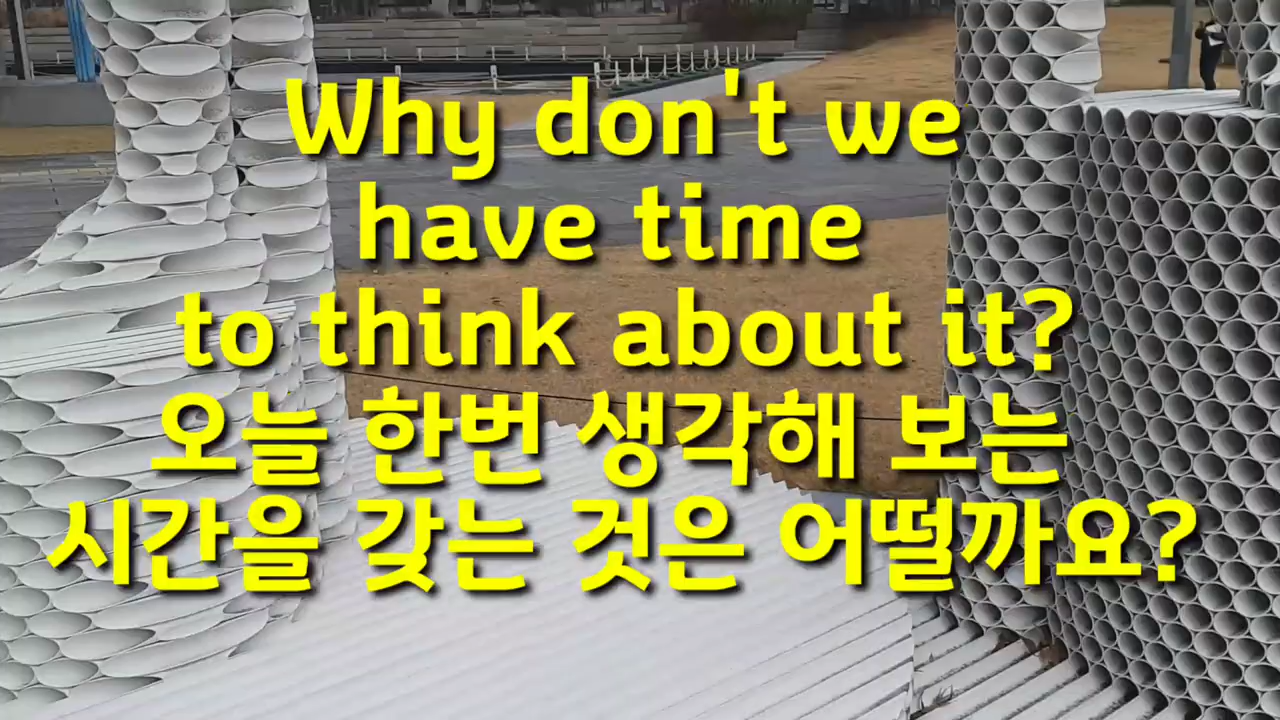 Why don't we
have time
to think about it?
오늘 한번 생각해 보는
시간을 갖는 것은 어떨까요?